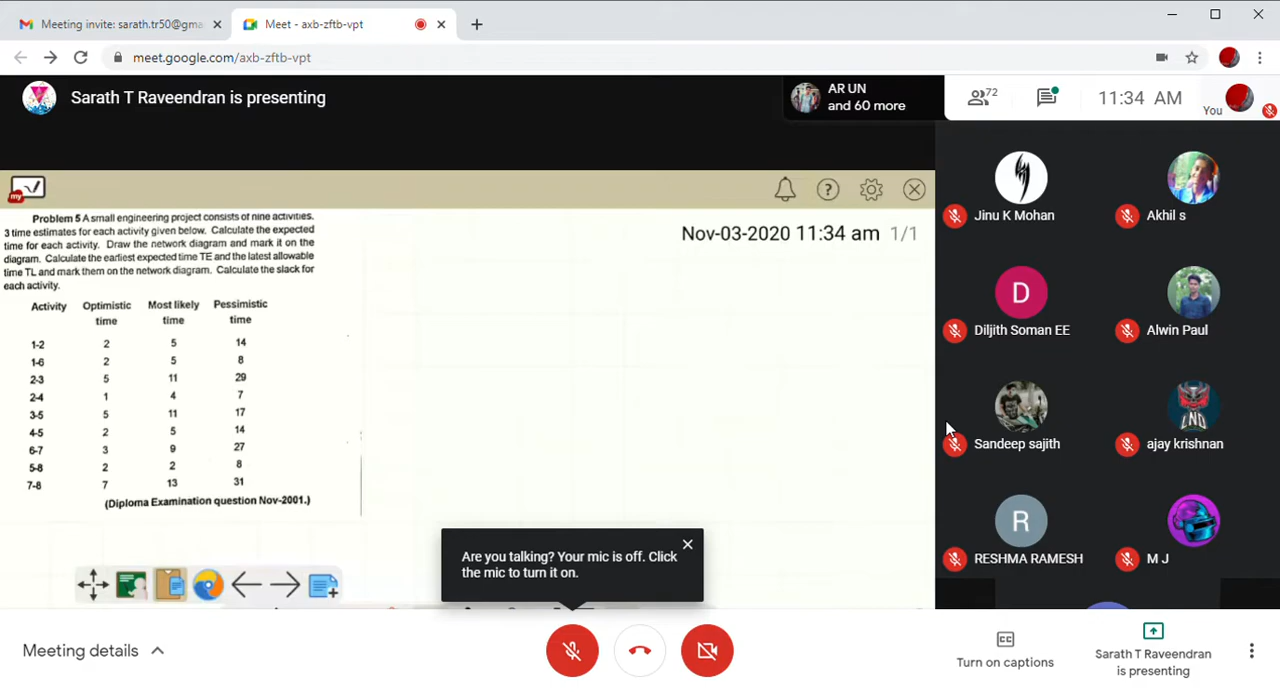 Meeting invite: sarath.tr50@gma
Meet - axb-zftb-vpt
meet.google.com/axb-zftb-vpt
Sarath T Raveendran is presenting
AR UN
and 60 more
72
11:34 AM
You
my
Nov-03-2020 11:34 am 1/1
Problem 5 A small engineering project consists of nine activities.
3 time estimates for each activity given below. Calculate the expected
time for each activity. Draw the network diagram and mark it on the
diagram. Calculate the earliest expected time TE and the latest allowable
time TL and mark them on the network diagram. Calculate the slack for
each activity.
Activity Optimistic Most likely Pessimistic
time time time
1-2 2 5 14
1-6 2 5 8
2-3 5 11 29
2-4 1 4 7
3-5 5 11 17
4-5 2 5 14
6-7 3 9 27
5-8 2 2 8
7-8 7 13 31
(Diploma Examination question Nov-2001.)
Jinu K Mohan
Akhil s
D
Diljith Soman EE
Alwin Paul
Sandeep sajith
LND
ajay krishnan
R
RESHMA RAMESH
M J
Are you talking? Your mic is off. Click
the mic to turn it on.
Meeting details
CC
Turn on captions
Sarath T Raveendran
is presenting